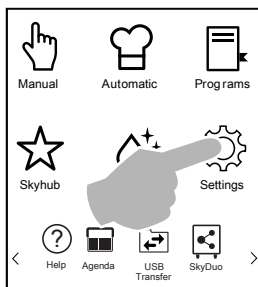 Manual Automatic Programs
Skyhub Settings
? Help Agenda USB Transfer SkyDuo